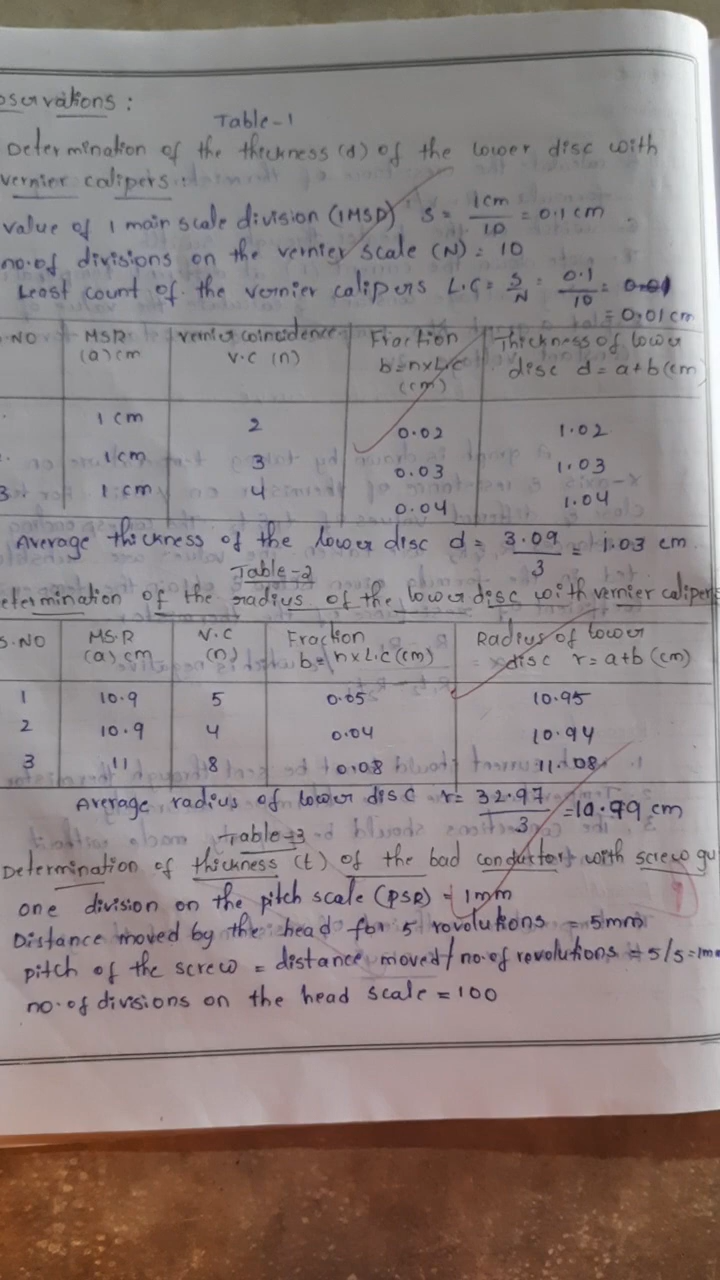 oservations :
Table-1
Determination of the thickness (d) of the lower disc with
vernier calipers :
value of 1 main scale division (1MSD) S = 1cm/10 = 0.1 cm
no.of divisions on the vernier scale (N) = 10
Least count of the vernier calipers L.C = S/N = 0.1/10 =
= 0.01 cm
.NO MSR (a) cm vernier coincidence V.C (n) Fraction b=n×L.C (cm) Thickness of lower disc d = a+b (cm)
1 cm 2 0.02 1.02
1 cm 3 0.03 1.03
3 1 cm 4 0.04 1.04
Average thickness of the lower disc d = 3.09/3 = 1.03 cm
Table-2
etermination of the radius of the lower disc with vernier calipers
S.NO M.S.R (a) cm V.C (n) Fraction b=n×L.C (cm) Radius of lower disc r = a+b (cm)
1 10.9 5 0.05 10.95
2 10.9 4 0.04 10.94
3 11 8 0.08 11.08
Average radius of lower disc r = 32.97/3 = 10.99 cm
Table-3
Determination of thickness (t) of the bad conductor with screw gu
one division on the pitch scale (PSR) = 1mm
Distance moved by the head for 5 rovolutions = 5mm
pitch of the screw = distance moved / no.of revolutions = 5/5 = 1m
no.of divisions on the head scale = 100